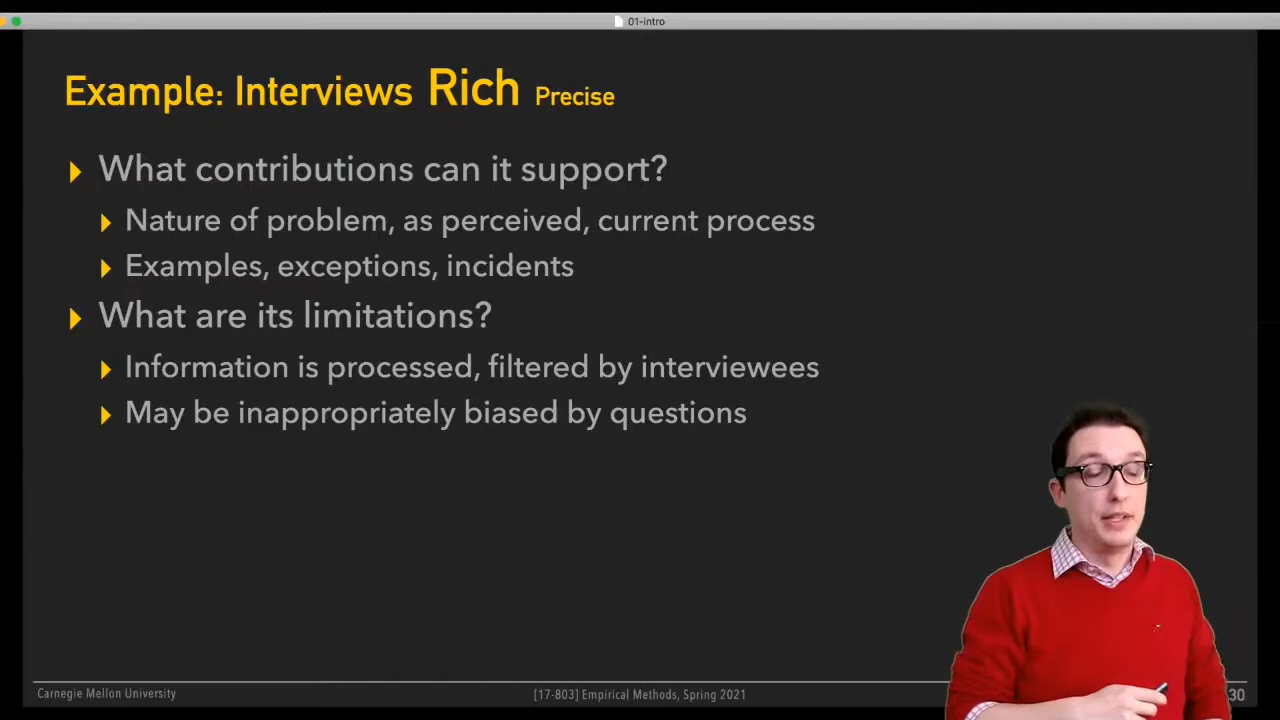 01-intro
Example: Interviews Rich Precise
What contributions can it support?
Nature of problem, as perceived, current process
Examples, exceptions, incidents
What are its limitations?
Information is processed, filtered by interviewees
May be inappropriately biased by questions
Carnegie Mellon University
[17-803] Empirical Methods, Spring 2021
30